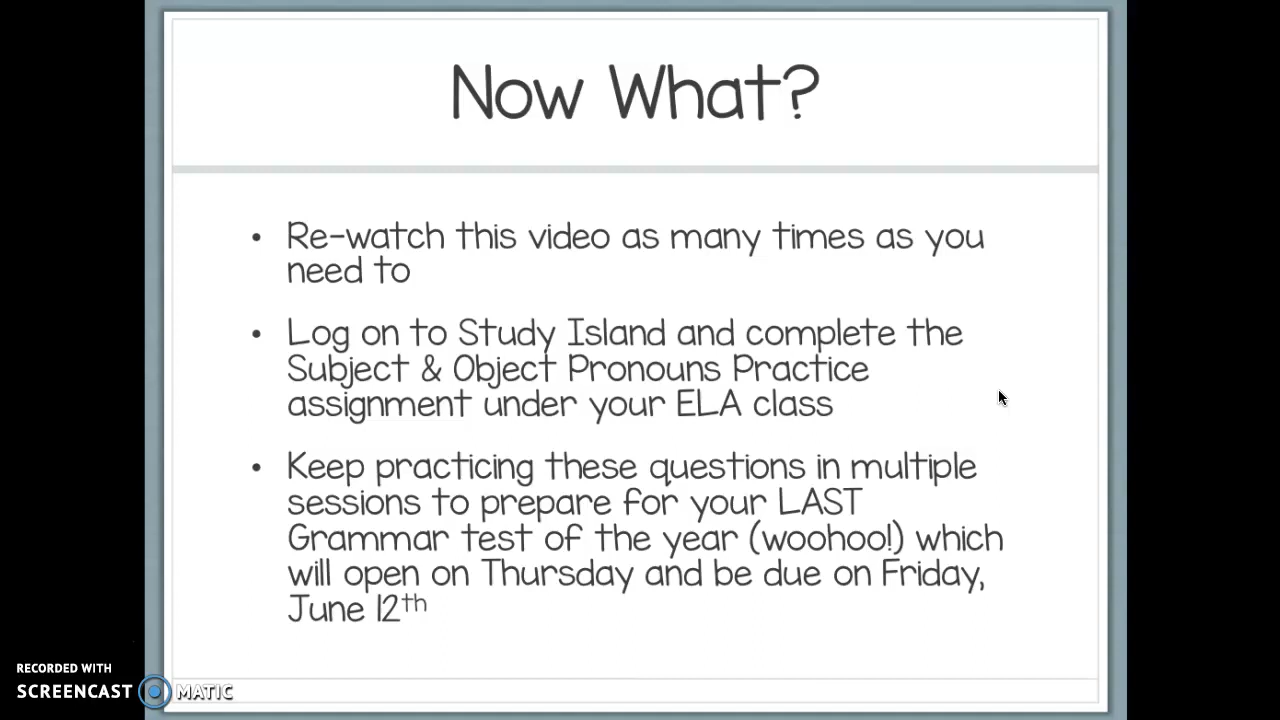 Now What?
• Re-watch this video as many times as you
need to
• Log on to Study Island and complete the
Subject & Object Pronouns Practice
assignment under your ELA class
• Keep practicing these questions in multiple
sessions to prepare for your LAST
Grammar test of the year (woohoo!) which
will open on Thursday and be due on Friday,
June 12th
RECORDED WITH
SCREENCAST MATIC